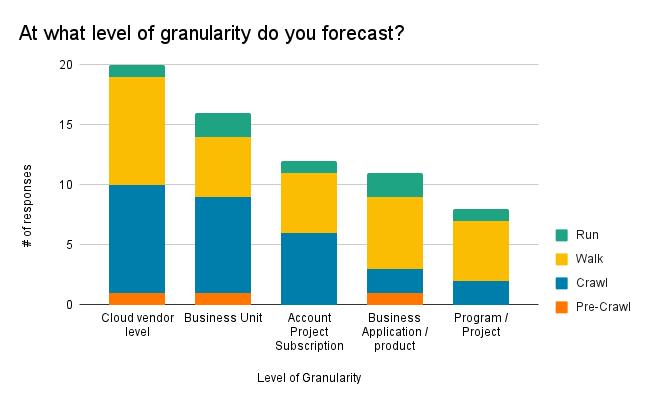 At what level of granularity do you forecast?
# of responses
20
15
10
5
0
Run
Walk
Crawl
Pre-Crawl
Cloud vendor
level
Business Unit
Account
Project
Subscription
Business
Application /
product
Program /
Project
Level of Granularity